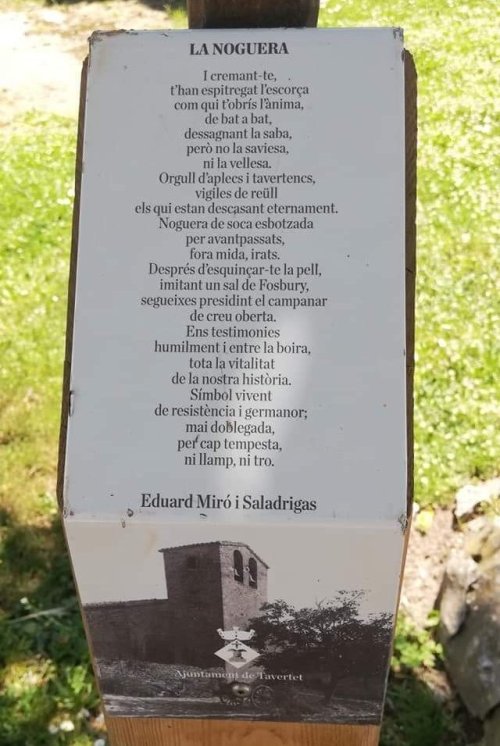 LA NOGUERA
I cremant-te,
t'han espitregat l'escorça
com qui t'obrís l'ànima,
de bat a bat,
dessagnant la saba,
però no la saviesa,
ni la vellesa.
Orgull d'aplecs i tavertencs,
vigiles de reüll
els qui estan descasant eternament.
Noguera de soca esbotzada
per avantpassats,
fora mida, irats.
Després d'esquinçar-te la pell,
imitant un sal de Fosbury,
segueixes presidint el campanar
de creu oberta.
Ens testimonies
humilment i entre la boira,
tota la vitalitat
de la nostra història.
Símbol vivent
de resistència i germanor;
mai doblegada,
per cap tempesta,
ni llamp, ni tro.
Eduard Miró i Saladrigas
Ajuntament de Tavertet